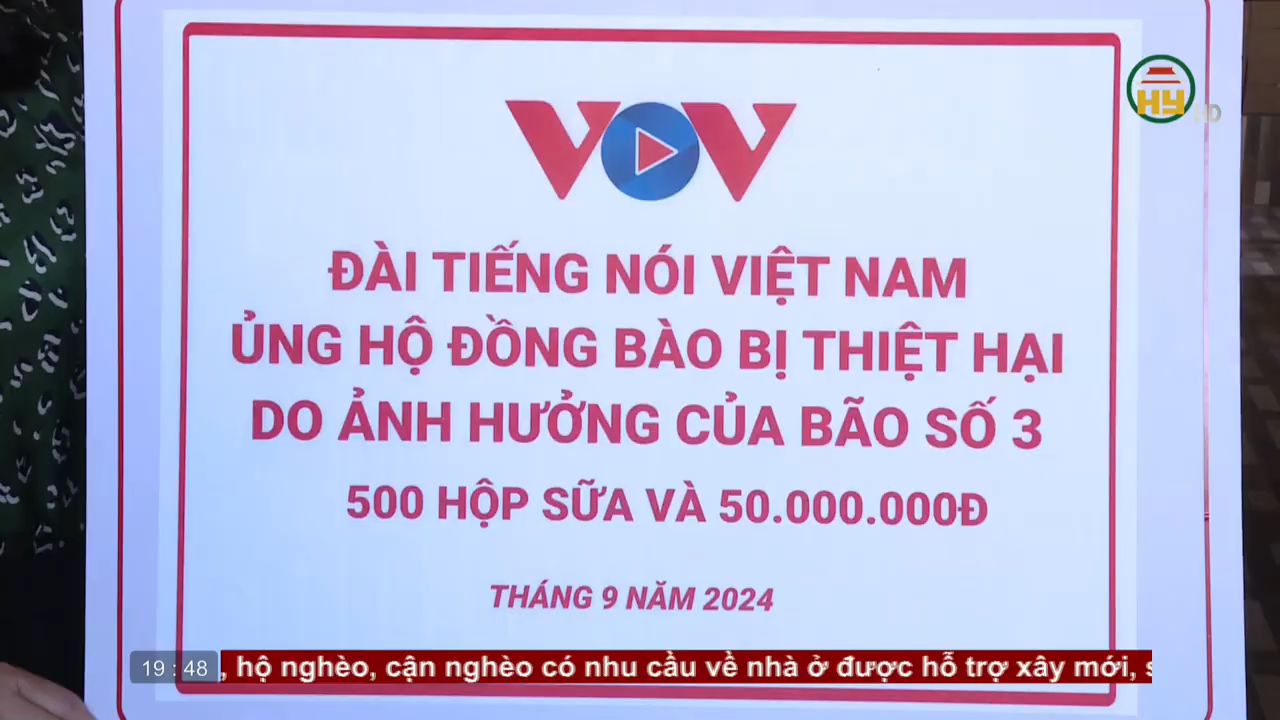 HY HD
VOV
ĐÀI TIẾNG NÓI VIỆT NAM
ỦNG HỘ ĐỒNG BÀO BỊ THIỆT HẠI
DO ẢNH HƯỞNG CỦA BÃO SỐ 3
500 HỘP SỮA VÀ 50.000.000Đ
THÁNG 9 NĂM 2024
19:48 , hộ nghèo, cận nghèo có nhu cầu về nhà ở được hỗ trợ xây mới, s